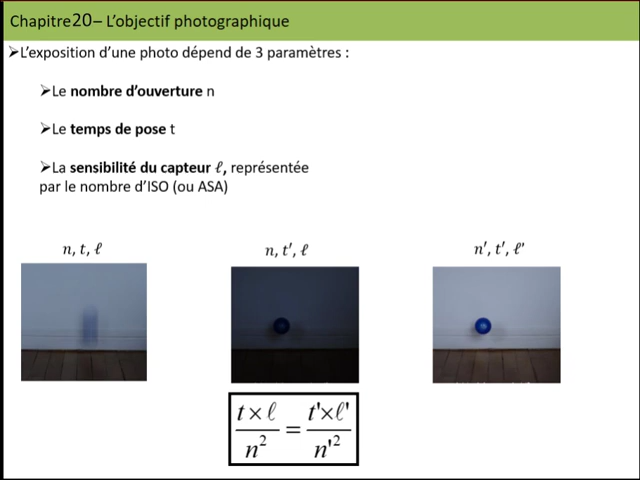 Chapitre20– L’objectif photographique
➢L’exposition d’une photo dépend de 3 paramètres :
➢Le nombre d’ouverture n
➢Le temps de pose t
➢La sensibilité du capteur ℓ, représentée
par le nombre d’ISO (ou ASA)
n, t, ℓ
n, t′, ℓ
n′, t′, ℓ′
t × ℓ / n² = t'×ℓ' / n'²